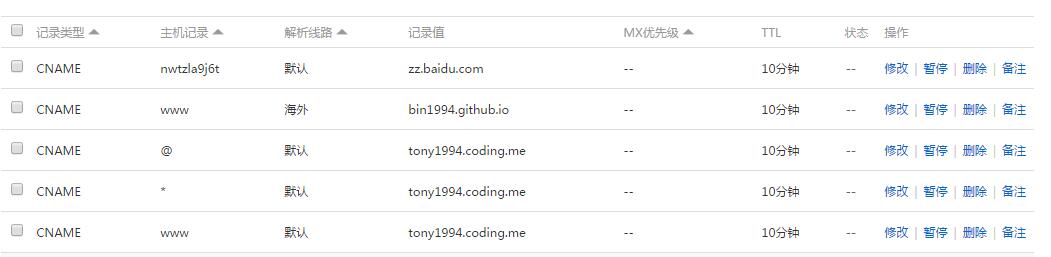 记录类型 主机记录 解析线路 记录值 MX优先级 TTL 状态 操作
CNAME nwtzla9j6t 默认 zz.baidu.com -- 10分钟 -- 修改 | 暂停 | 删除 | 备注
CNAME www 海外 bin1994.github.io -- 10分钟 -- 修改 | 暂停 | 删除 | 备注
CNAME @ 默认 tony1994.coding.me -- 10分钟 -- 修改 | 暂停 | 删除 | 备注
CNAME * 默认 tony1994.coding.me -- 10分钟 -- 修改 | 暂停 | 删除 | 备注
CNAME www 默认 tony1994.coding.me -- 10分钟 -- 修改 | 暂停 | 删除 | 备注